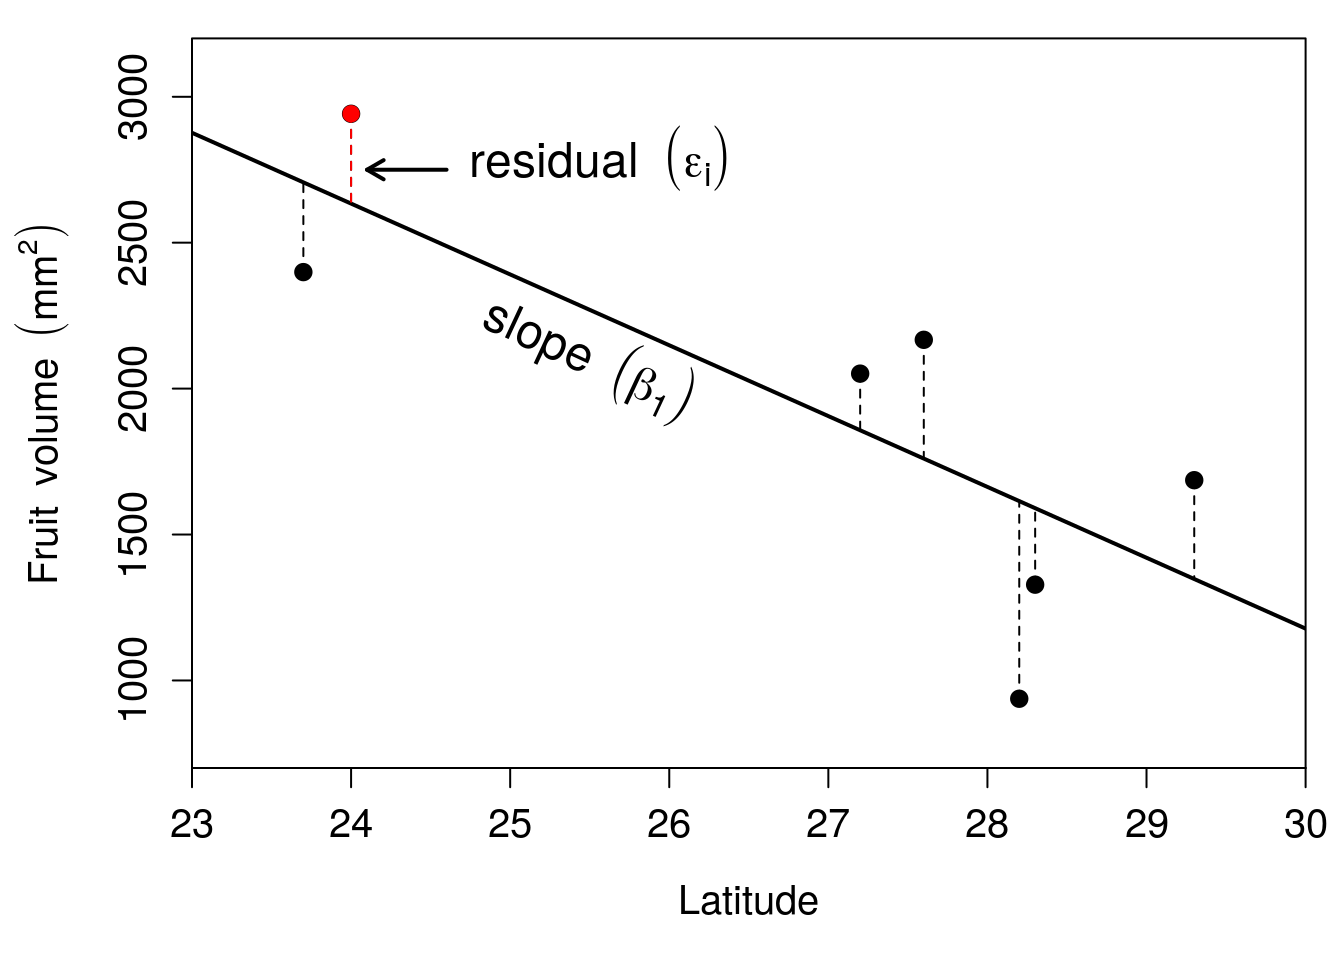 3000
2500
2000
1500
1000
Fruit volume (mm²)
residual (εᵢ)
slope (β₁)
23 24 25 26 27 28 29 30
Latitude